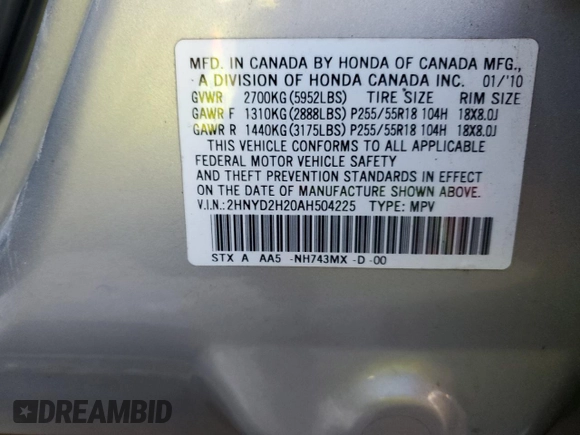 MFD. IN CANADA BY HONDA OF CANADA MFG.,
A DIVISION OF HONDA CANADA INC. 01/'10
GVWR 2700KG (5952LBS) TIRE SIZE RIM SIZE
GAWR F 1310KG (2888LBS) P255/55R18 104H 18X8.0J
GAWR R 1440KG (3175LBS) P255/55R18 104H 18X8.0J
THIS VEHICLE CONFORMS TO ALL APPLICABLE
FEDERAL MOTOR VEHICLE SAFETY
AND THEFT PREVENTION STANDARDS IN EFFECT
ON THE DATE OF MANUFACTURE SHOWN ABOVE.
V.I.N.: 2HNYD2H20AH504225 TYPE: MPV
STX A AA5 -NH743MX -D -00
DREAMBID